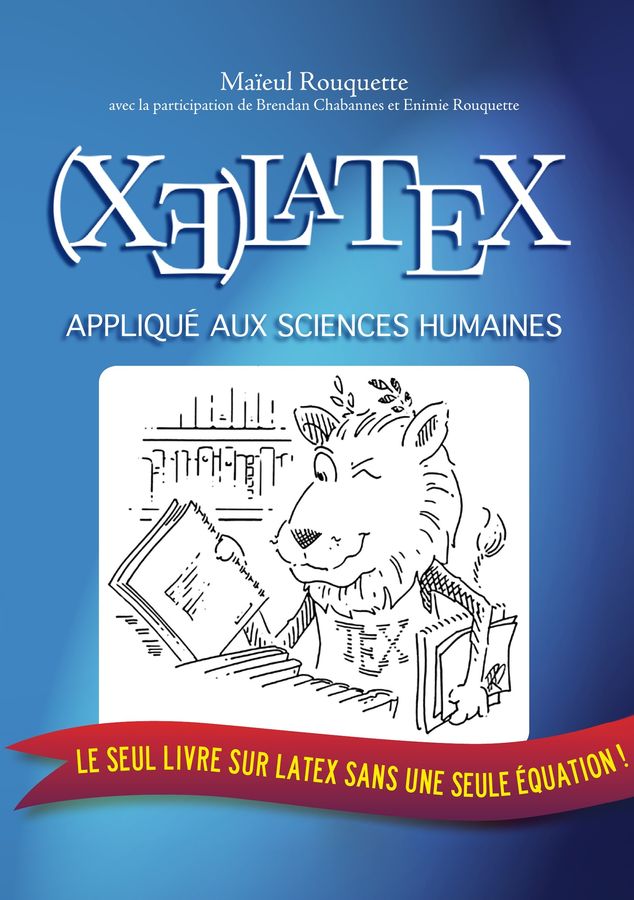 Maïeul Rouquette
avec la participation de Brendan Chabannes et Enimie Rouquette
(XƎ)LATEX
APPLIQUÉ AUX SCIENCES HUMAINES
TEX
LE SEUL LIVRE SUR LATEX SANS UNE SEULE ÉQUATION !